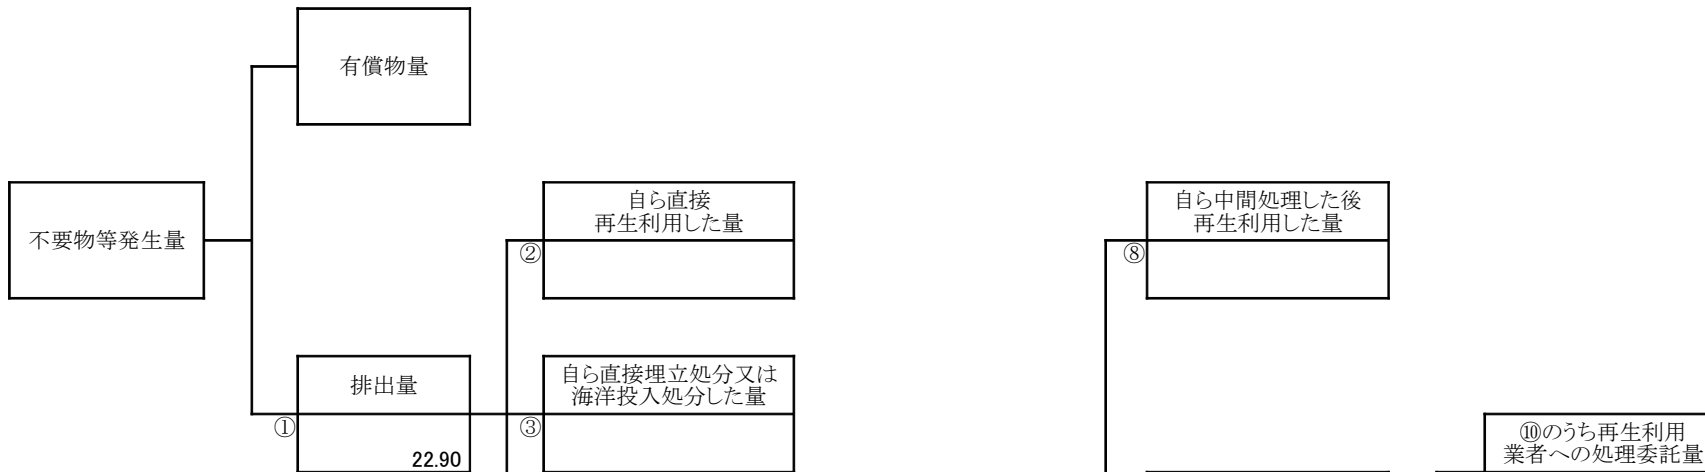 有償物量
不要物等発生量
自ら直接
再生利用した量
②
自ら中間処理した後
再生利用した量
⑧
排出量
①
22.90
自ら直接埋立処分又は
海洋投入処分した量
③
⑩のうち再生利用
業者への処理委託量